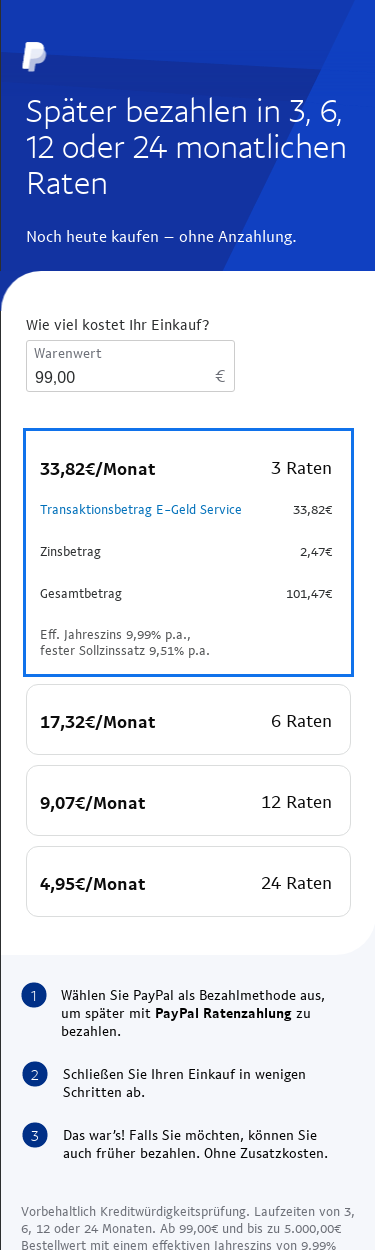 Später bezahlen in 3, 6,
12 oder 24 monatlichen
Raten
Noch heute kaufen – ohne Anzahlung.
Wie viel kostet Ihr Einkauf?
Warenwert
99,00 €
33,82€/Monat 3 Raten
Transaktionsbetrag E-Geld Service 33,82€
Zinsbetrag 2,47€
Gesamtbetrag 101,47€
Eff. Jahreszins 9,99% p.a.,
fester Sollzinssatz 9,51% p.a.
17,32€/Monat 6 Raten
9,07€/Monat 12 Raten
4,95€/Monat 24 Raten
1 Wählen Sie PayPal als Bezahlmethode aus,
um später mit PayPal Ratenzahlung zu
bezahlen.
2 Schließen Sie Ihren Einkauf in wenigen
Schritten ab.
3 Das war's! Falls Sie möchten, können Sie
auch früher bezahlen. Ohne Zusatzkosten.
Vorbehaltlich Kreditwürdigkeitsprüfung. Laufzeiten von 3,
6, 12 oder 24 Monaten. Ab 99,00€ und bis zu 5.000,00€
Bestellwert mit einem effektiven Jahreszins von 9,99%